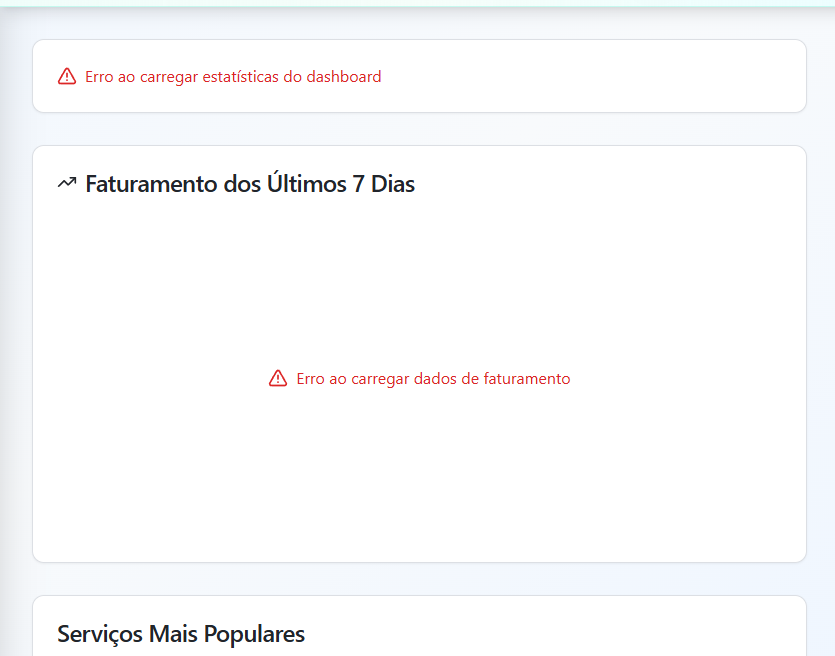 Erro ao carregar estatísticas do dashboard
Faturamento dos Últimos 7 Dias
Erro ao carregar dados de faturamento
Serviços Mais Populares